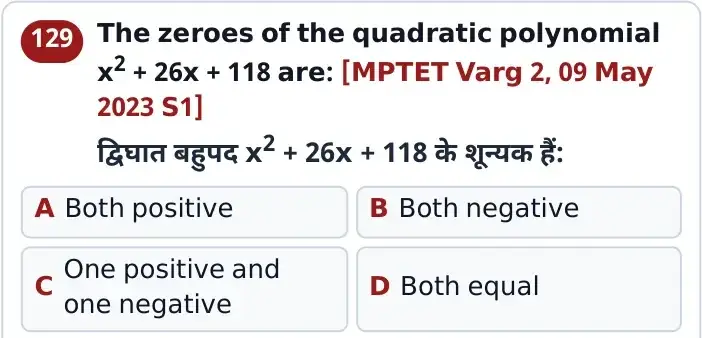 129 The zeroes of the quadratic polynomial
x² + 26x + 118 are: [MPTET Varg 2, 09 May
2023 S1]
द्विघात बहुपद x² + 26x + 118 के शून्यक हैं:
A Both positive
B Both negative
C One positive and
one negative
D Both equal